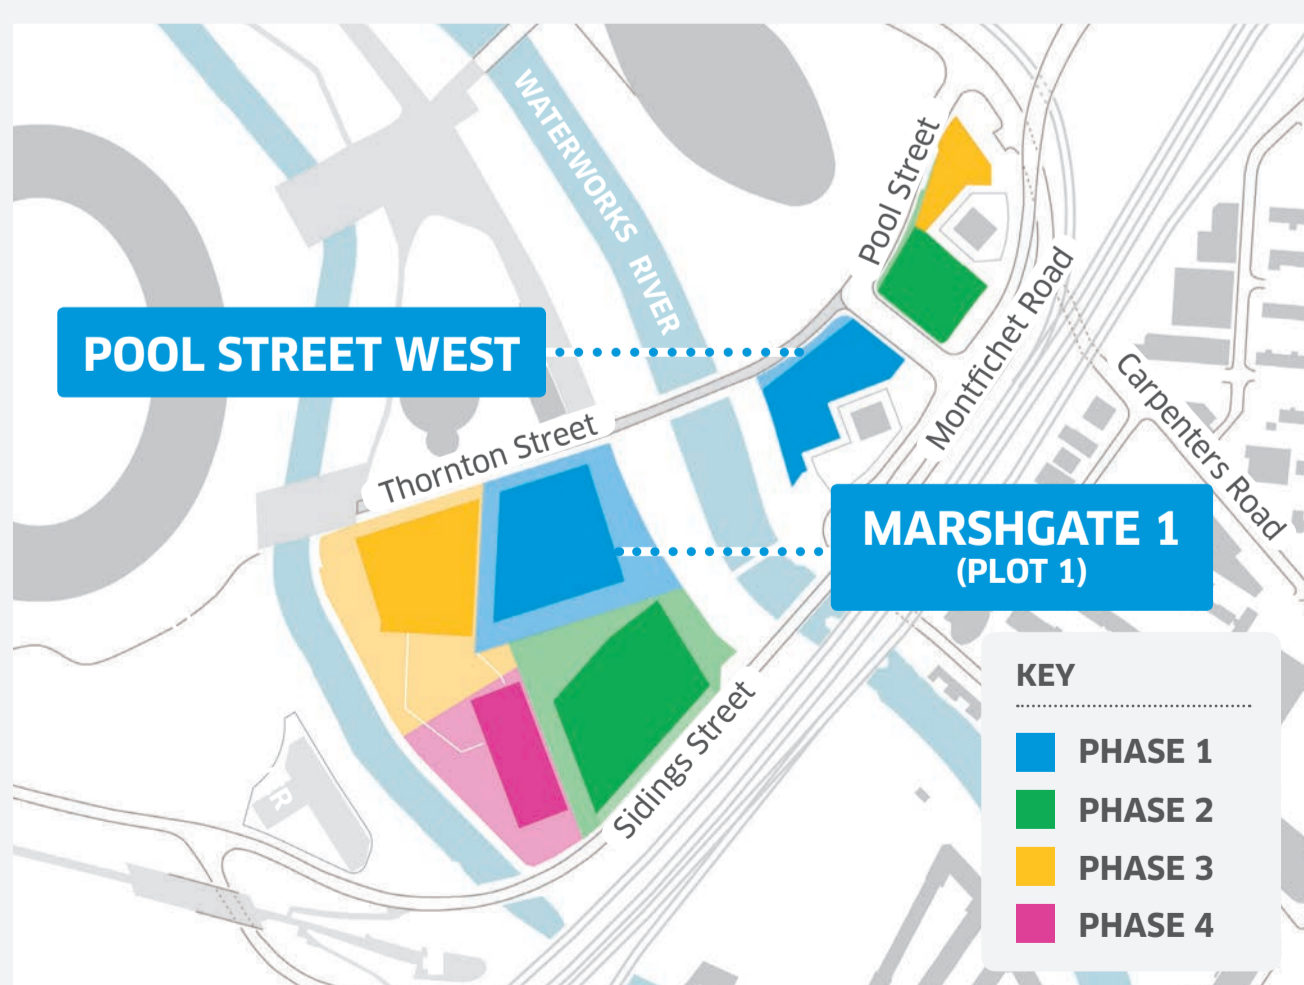 WATERWORKS RIVER
Pool Street
POOL STREET WEST
Montfichet Road
Carpenters Road
Thornton Street
MARSHGATE 1
(PLOT 1)
Sidings Street
KEY
PHASE 1
PHASE 2
PHASE 3
PHASE 4